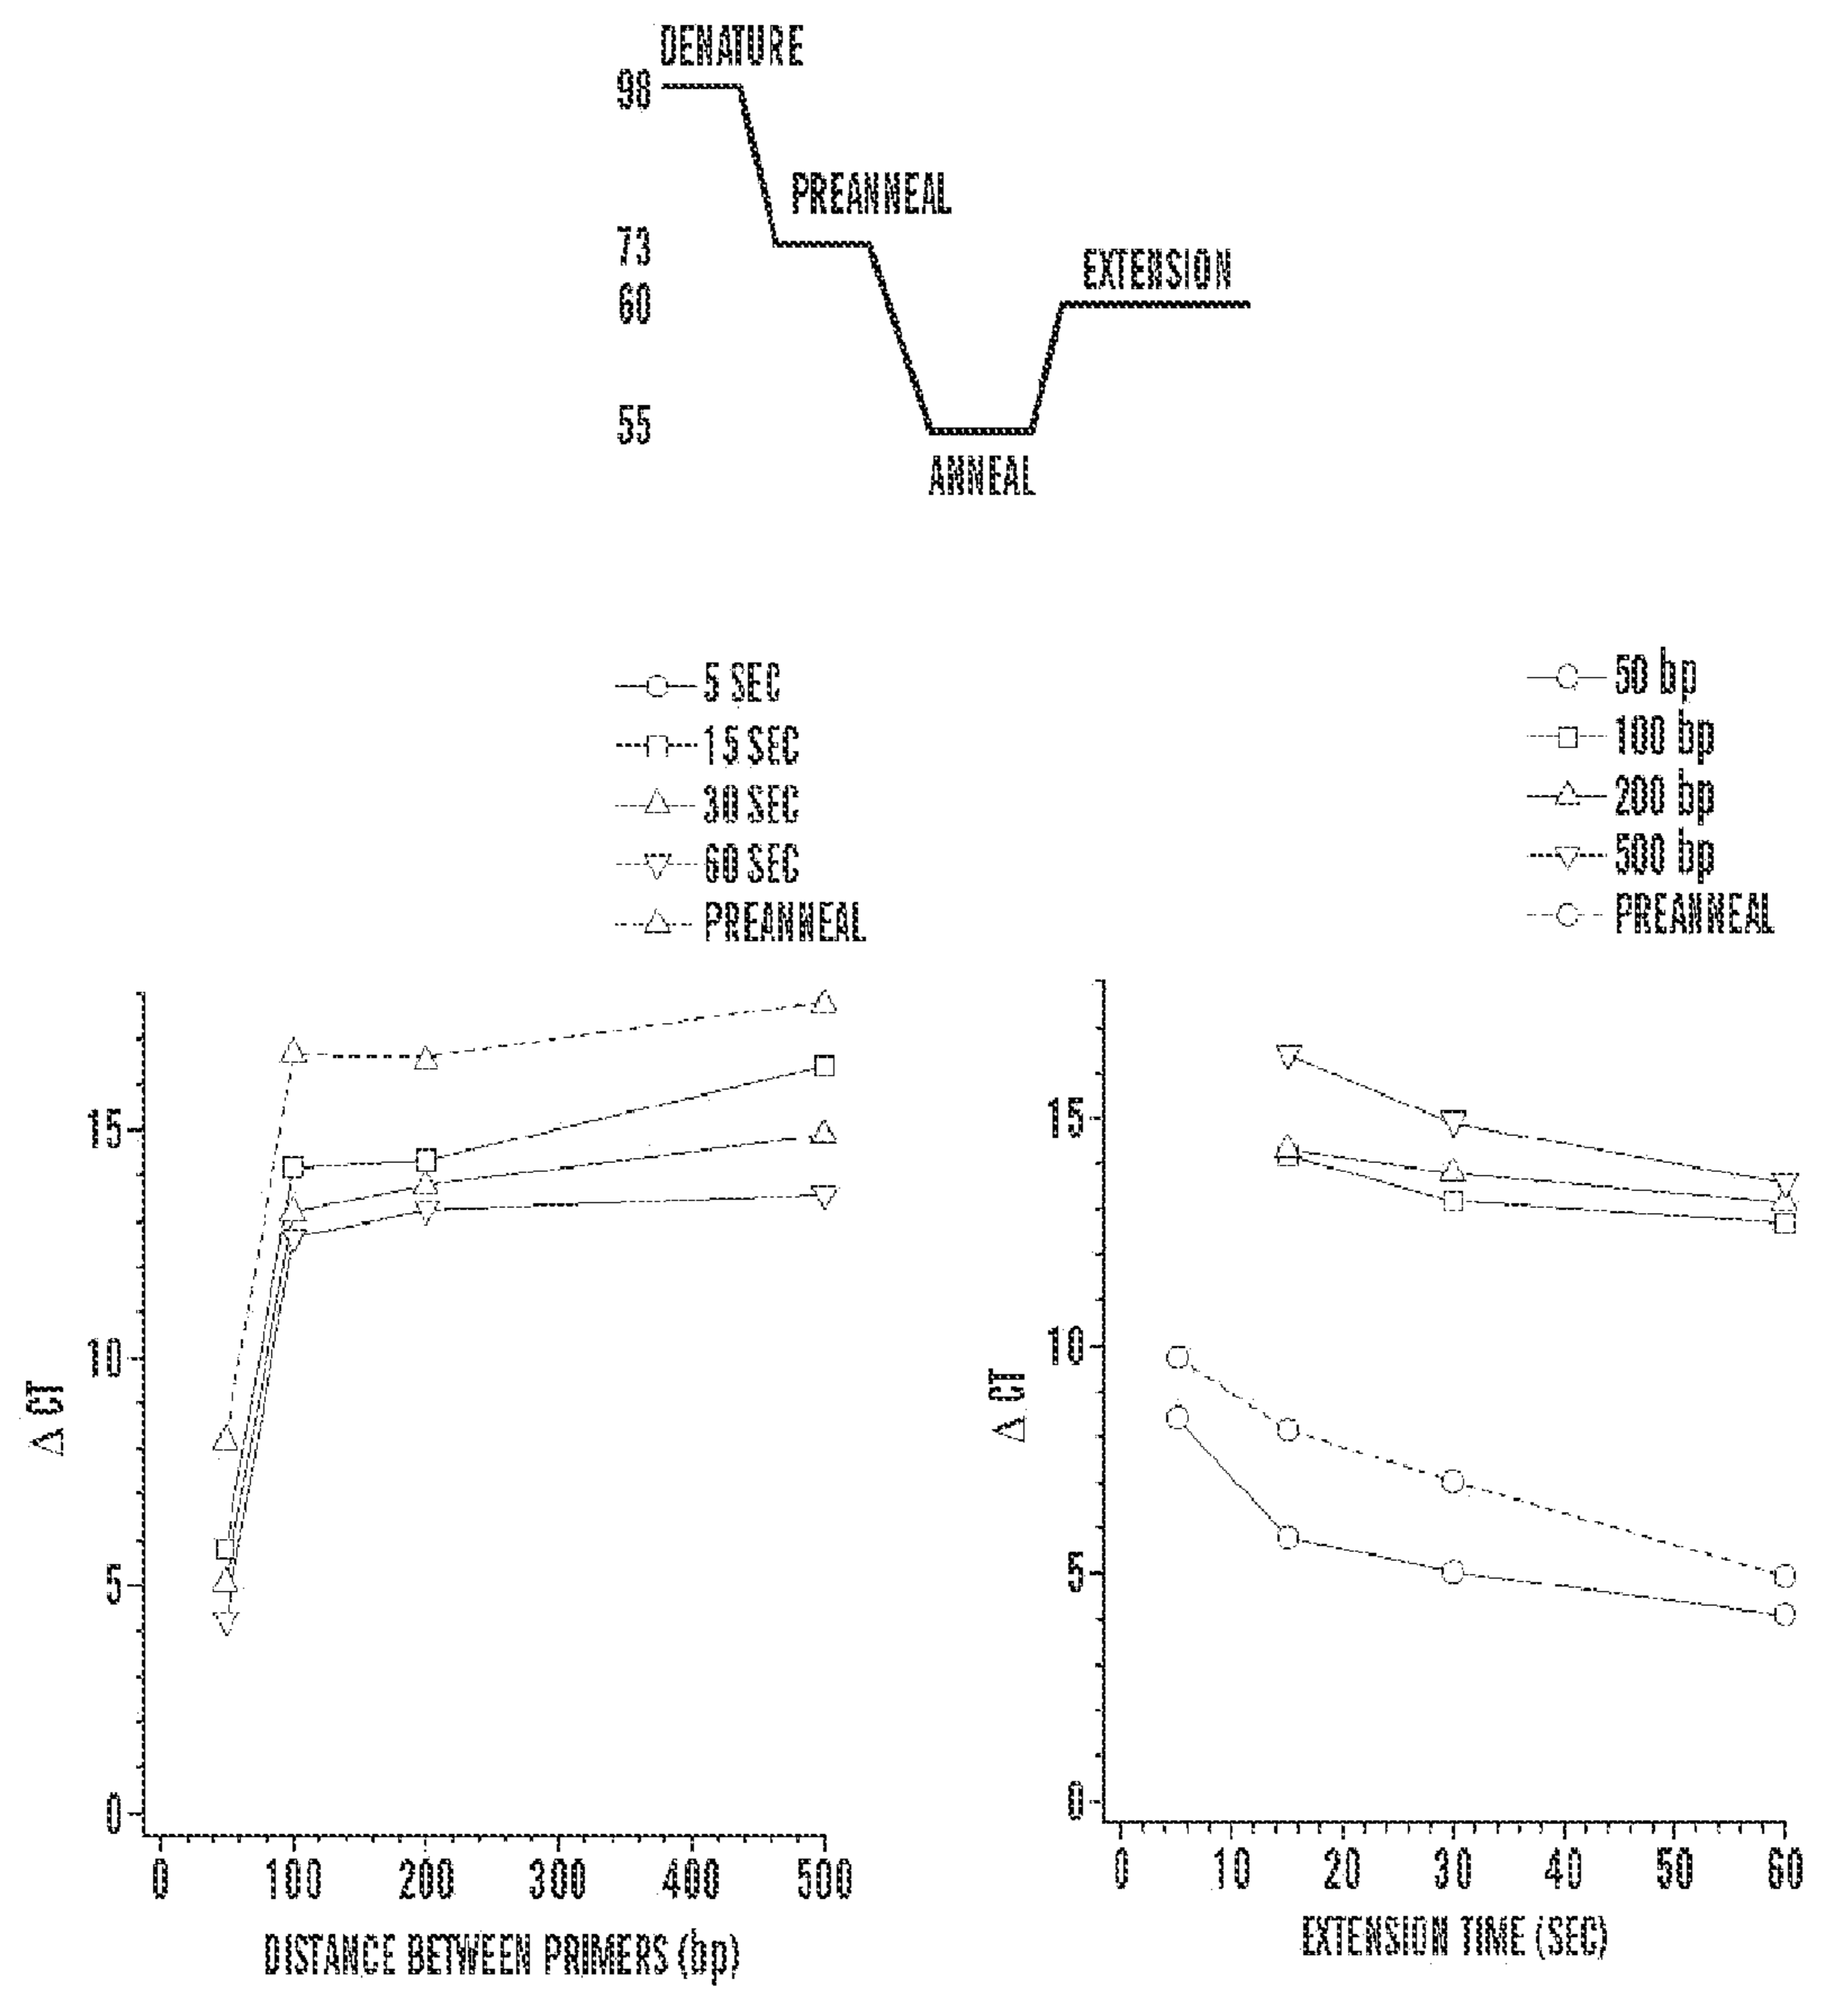 DENATURE
98
PREANNEAL
73
EXTENSION
60
55
ANNEAL
5 SEC
15 SEC
30 SEC
60 SEC
PREANNEAL
15
10
5
0
Δ CT
0 100 200 300 400 500
DISTANCE BETWEEN PRIMERS (bp)
50 bp
100 bp
200 bp
500 bp
PREANNEAL
15
10
5
0
Δ CT
0 10 20 30 40 50 60
EXTENSION TIME (SEC)